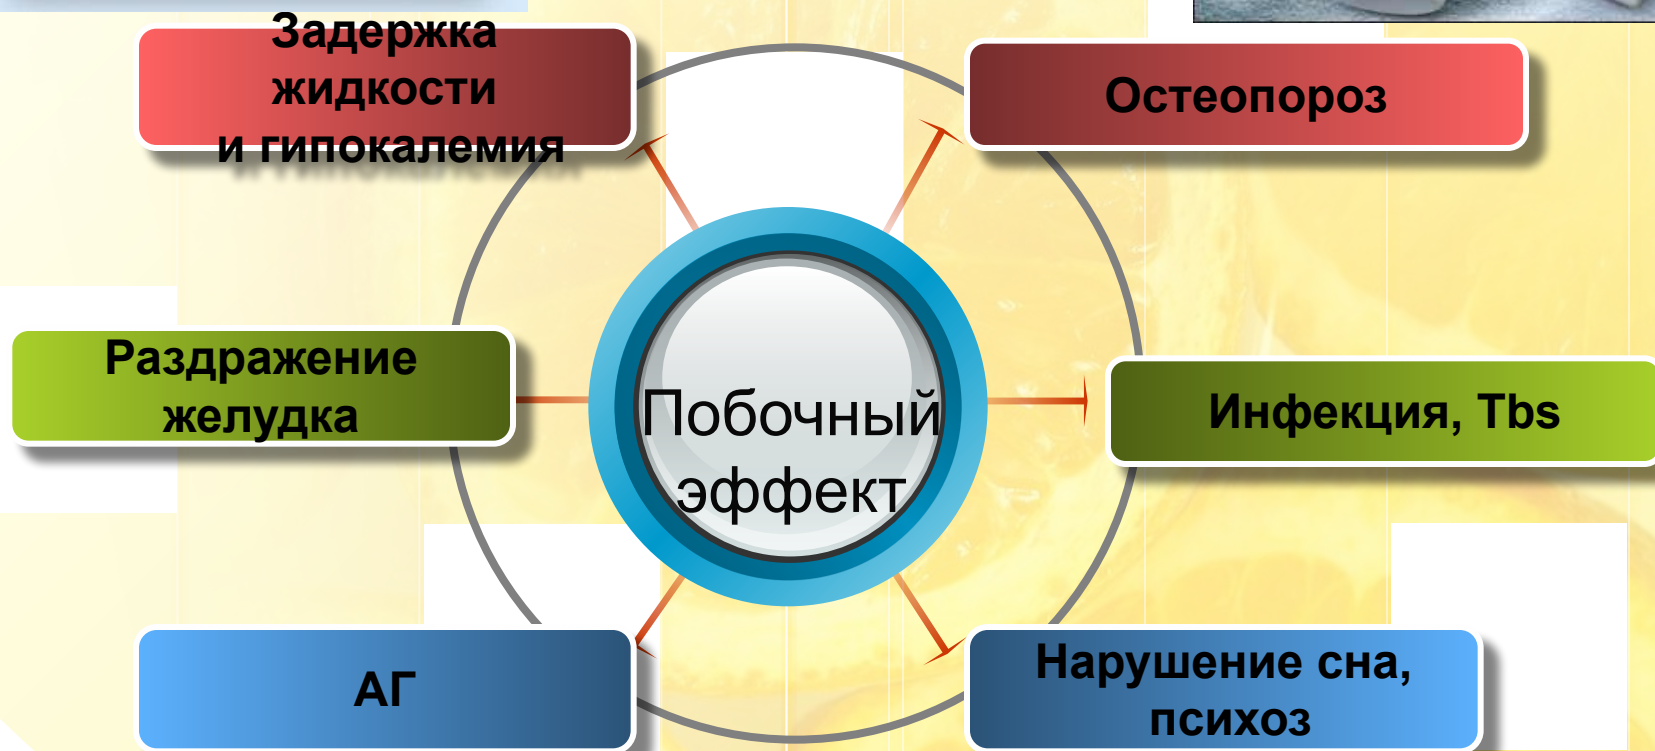 Задержка
жидкости
и гипокалемия
Остеопороз
Раздражение
желудка
Побочный
эффект
Инфекция, Tbs
АГ
Нарушение сна,
психоз